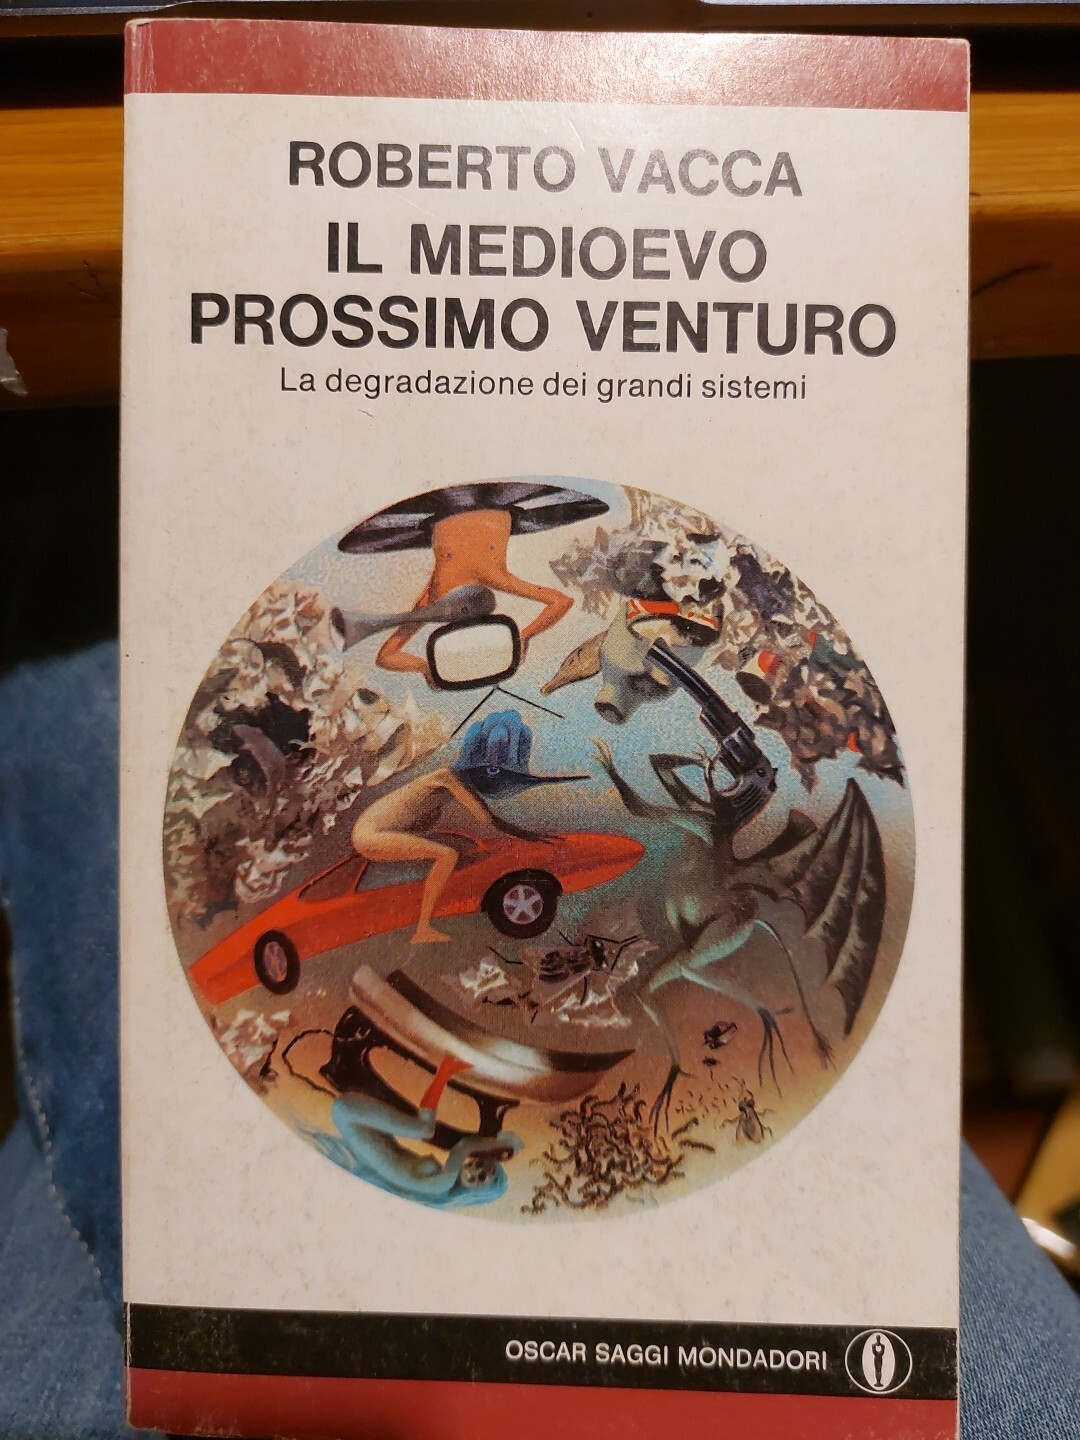 ROBERTO VACCA
IL MEDIOEVO
PROSSIMO VENTURO
La degradazione dei grandi sistemi
OSCAR SAGGI MONDADORI